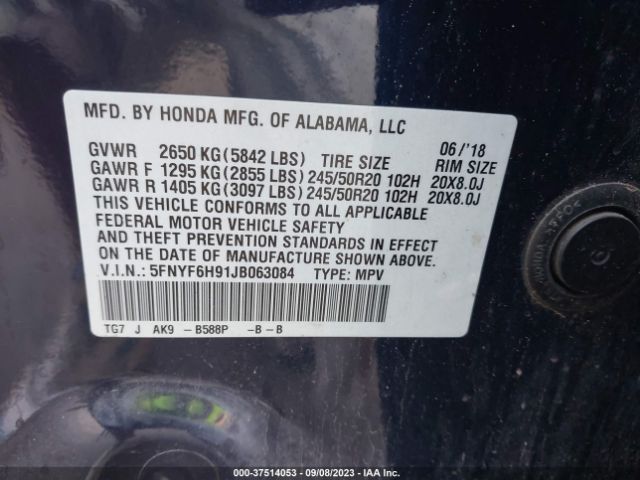 MFD. BY HONDA MFG. OF ALABAMA, LLC 06 / '18
GVWR 2650 KG (5842 LBS) TIRE SIZE RIM SIZE
GAWR F 1295 KG (2855 LBS) 245/50R20 102H 20X8.0J
GAWR R 1405 KG (3097 LBS) 245/50R20 102H 20X8.0J
THIS VEHICLE CONFORMS TO ALL APPLICABLE
FEDERAL MOTOR VEHICLE SAFETY
AND THEFT PREVENTION STANDARDS IN EFFECT
ON THE DATE OF MANUFACTURE SHOWN ABOVE.
V.I.N.: 5FNYF6H91JB063084 TYPE: MPV
TG7 J AK9 - B588P - B - B
HONDA
000-37514053 - 09/08/2023 - IAA Inc.